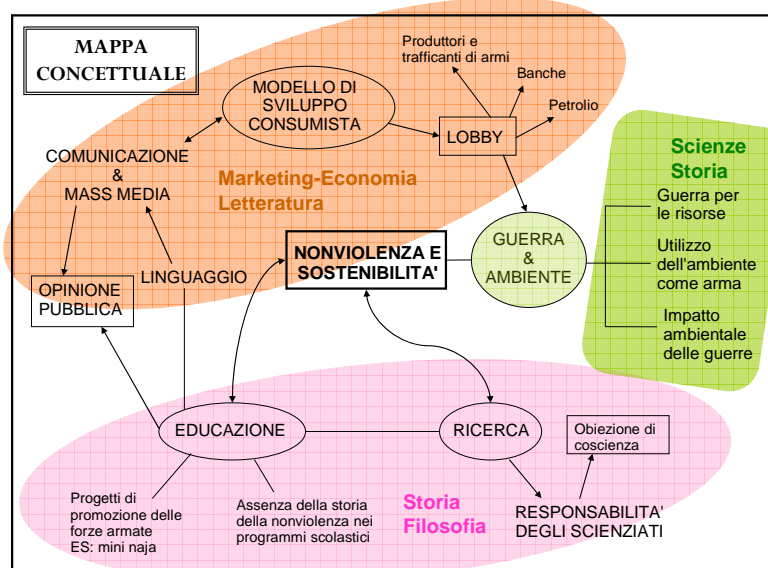 MAPPA
CONCETTUALE
Produttori e
trafficanti di armi
Banche
Petrolio
MODELLO DI
SVILUPPO
CONSUMISTA
LOBBY
COMUNICAZIONE
&
MASS MEDIA
Marketing-Economia
Letteratura
Scienze
Storia
Guerra per
le risorse
Utilizzo
dell'ambiente
come arma
Impatto
ambientale
delle guerre
GUERRA
&
AMBIENTE
NONVIOLENZA E
SOSTENIBILITA'
LINGUAGGIO
OPINIONE
PUBBLICA
EDUCAZIONE
RICERCA
Obiezione di
coscienza
Progetti di
promozione delle
forze armate
ES: mini naja
Assenza della storia
della nonviolenza nei
programmi scolastici
Storia
Filosofia
RESPONSABILITA'
DEGLI SCIENZIATI